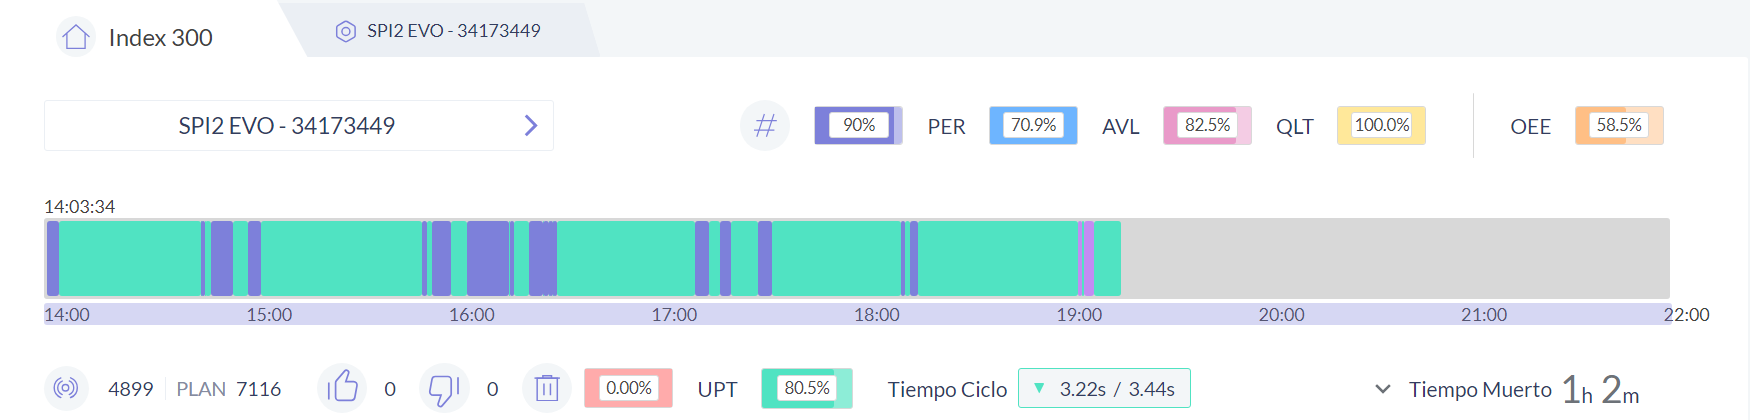 Index 300
SPI2 EVO - 34173449
SPI2 EVO - 34173449
# 90% PER 70.9% AVL 82.5% QLT 100.0% OEE 58.5%
14:03:34
14:00 15:00 16:00 17:00 18:00 19:00 20:00 21:00 22:00
4899 PLAN 7116 0 0 0.00% UPT 80.5% Tiempo Ciclo ▼ 3.22s / 3.44s Tiempo Muerto 1h 2m